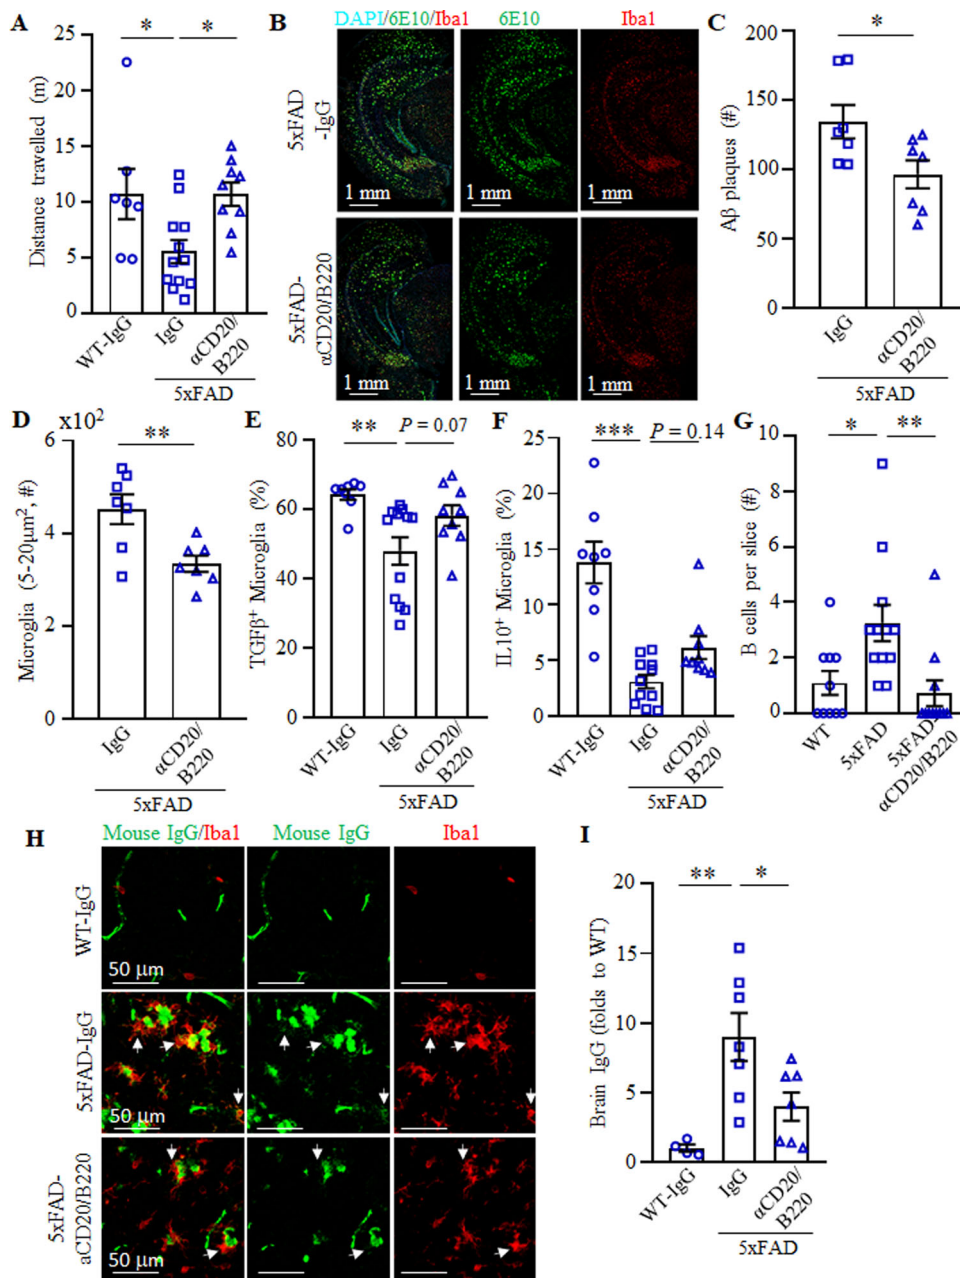 A
Distance travelled (m)
25
20
15
10
5
0
*
*
WT-IgG
IgG
αCD20/
B220
5xFAD
B
DAPI/6E10/Iba1
6E10
Iba1
5xFAD
-IgG
1 mm
1 mm
1 mm
5xFAD-
αCD20/B220
1 mm
1 mm
1 mm
C
Aβ plaques (#)
200
150
100
50
0
*
IgG
αCD20/
B220
5xFAD
D
x10²
Microglia (5-20μm², #)
6
4
2
0
**
IgG
αCD20/
B220
5xFAD
E
TGFβ⁺ Microglia (%)
80
60
40
20
0
**
P = 0.07
WT-IgG
IgG
αCD20/
B220
5xFAD
F
IL10⁺ Microglia (%)
25
20
15
10
5
0
***
P = 0.14
WT-IgG
IgG
αCD20/
B220
5xFAD
G
B cells per slice (#)
10
8
6
4
2
0
*
**
WT
5xFAD
5xFAD-
αCD20/B220
H
Mouse IgG/Iba1
Mouse IgG
Iba1
WT-IgG
50 μm
5xFAD-IgG
50 μm
5xFAD-
aCD20/B220
50 μm
I
Brain IgG (folds to WT)
20
15
10
5
0
**
*
WT-IgG
IgG
αCD20/
B220
5xFAD